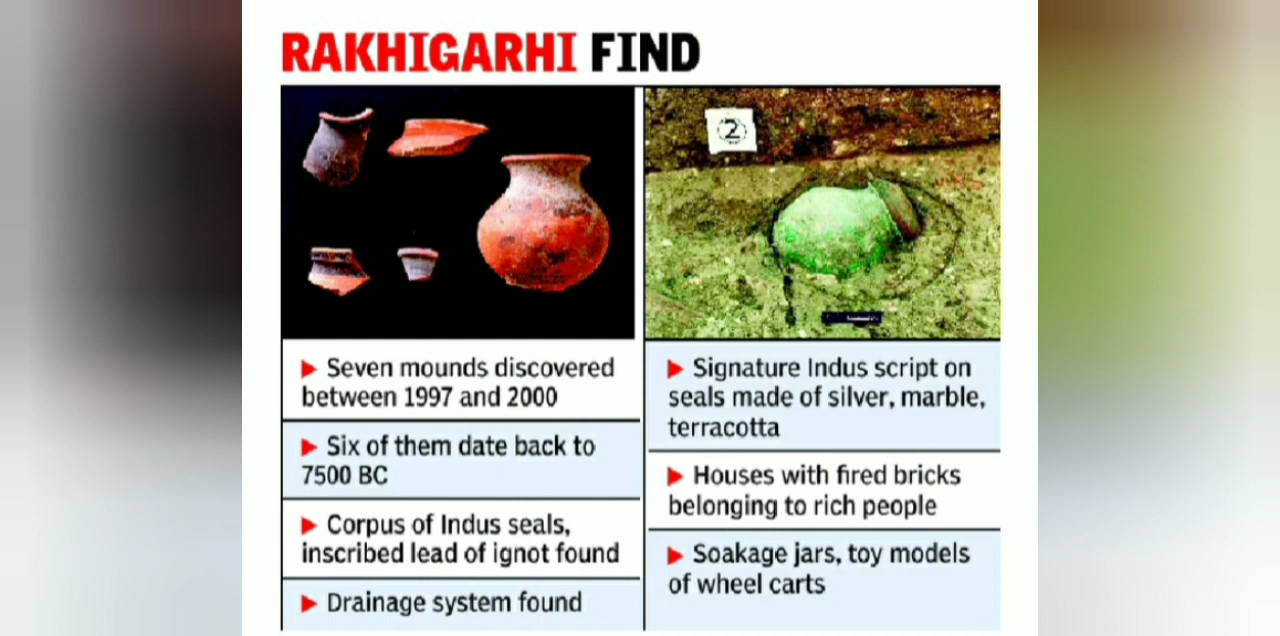 RAKHIGARHI FIND
②
▶ Seven mounds discovered
between 1997 and 2000
▶ Six of them date back to
7500 BC
▶ Corpus of Indus seals,
inscribed lead of ignot found
▶ Drainage system found
▶ Signature Indus script on
seals made of silver, marble,
terracotta
▶ Houses with fired bricks
belonging to rich people
▶ Soakage jars, toy models
of wheel carts